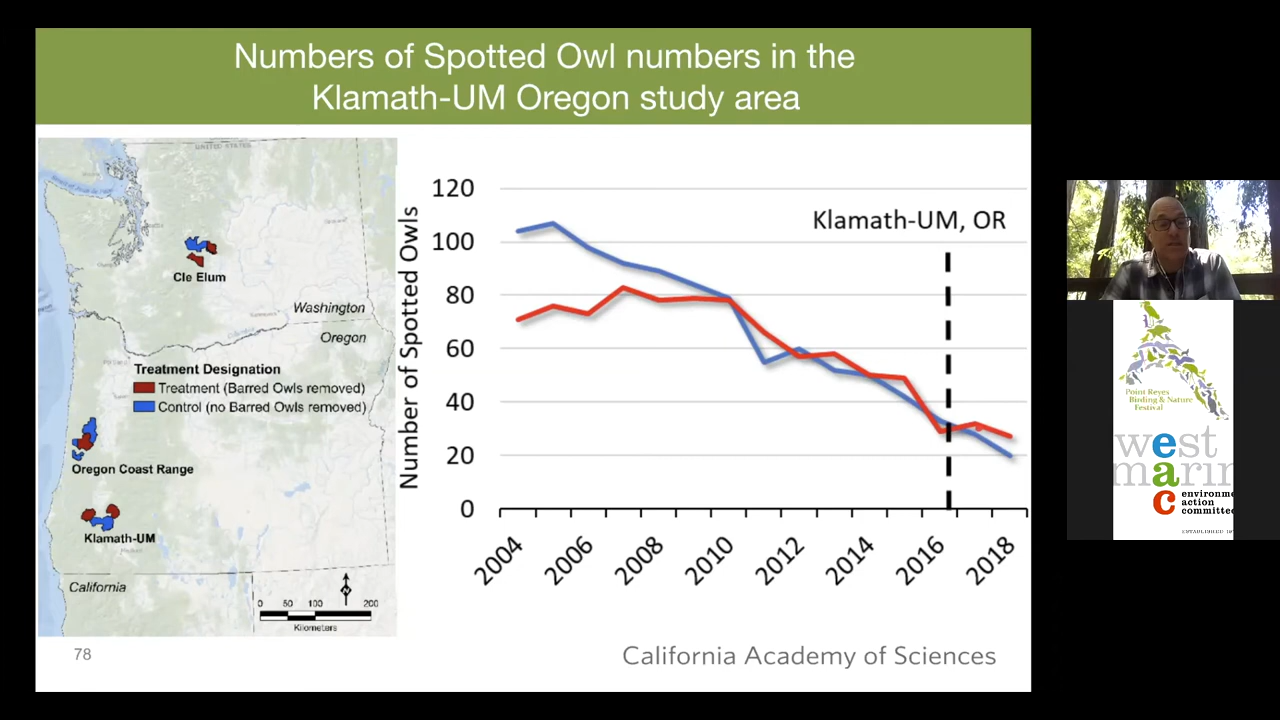 Numbers of Spotted Owl numbers in the
Klamath-UM Oregon study area
UNITED STATES
Cle Elum
Washington
Oregon
Treatment Designation
Treatment (Barred Owls removed)
Control (no Barred Owls removed)
Oregon Coast Range
Klamath-UM
California
N
0 50 100 200
Kilometers
Number of Spotted Owls
120
100
80
60
40
20
0
Klamath-UM, OR
2004 2006 2008 2010 2012 2014 2016 2018
78
California Academy of Sciences
Point Reyes
Birding & Nature
Festival
west
marin
eac
environme
action
committee